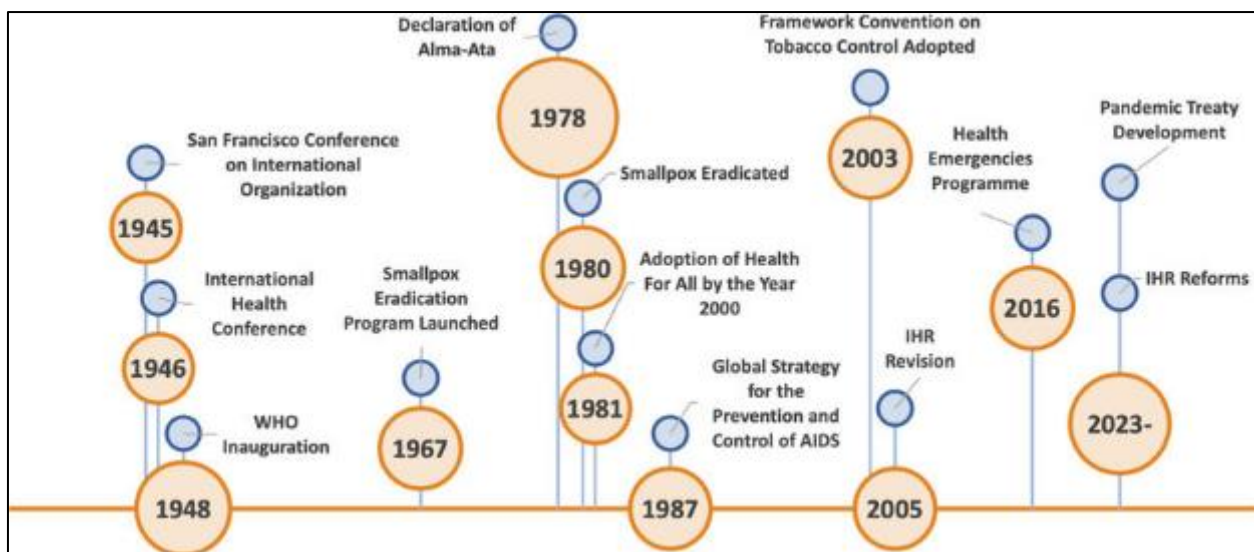 Declaration of
Alma-Ata
1978
Framework Convention on
Tobacco Control Adopted
2003
San Francisco Conference
on International
Organization
1945
Smallpox Eradicated
1980
Health
Emergencies
Programme
2016
Pandemic Treaty
Development
IHR Reforms
2023-
International
Health
Conference
1946
Smallpox
Eradication
Program Launched
1967
Adoption of Health
For All by the Year
2000
1981
IHR
Revision
2005
Global Strategy
for the
Prevention and
Control of AIDS
1987
WHO
Inauguration
1948